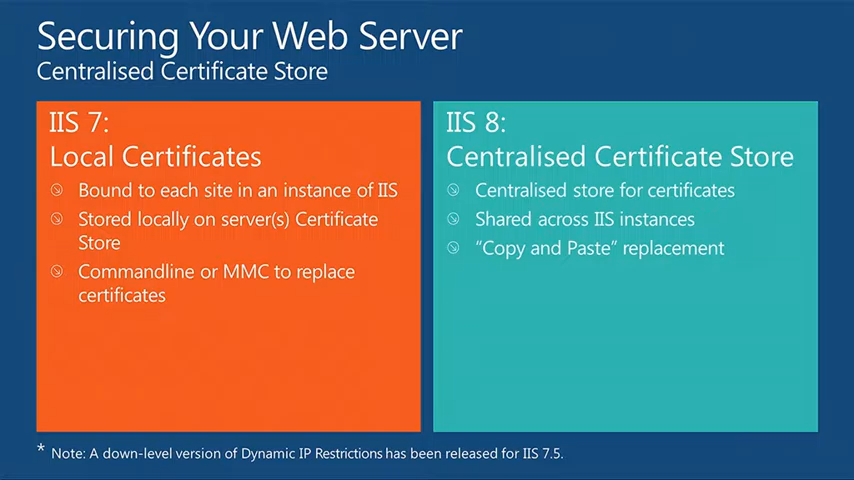 Securing Your Web Server
Centralised Certificate Store
IIS 7:
Local Certificates
Bound to each site in an instance of IIS
Stored locally on server(s) Certificate
Store
Commandline or MMC to replace
certificates
IIS 8:
Centralised Certificate Store
Centralised store for certificates
Shared across IIS instances
“Copy and Paste” replacement
* Note: A down-level version of Dynamic IP Restrictions has been released for IIS 7.5.